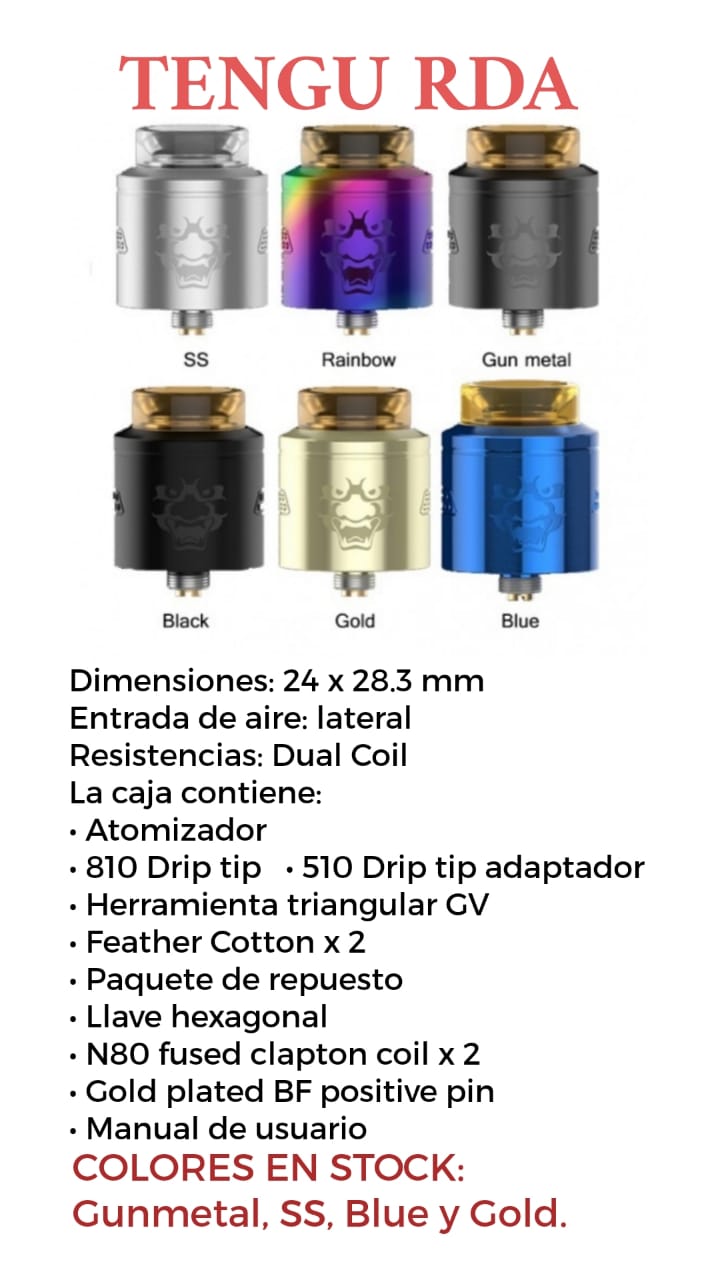 TENGU RDA
SS
Rainbow
Gun metal
Black
Gold
Blue
Dimensiones: 24 x 28.3 mm
Entrada de aire: lateral
Resistencias: Dual Coil
La caja contiene:
• Atomizador
• 810 Drip tip • 510 Drip tip adaptador
• Herramienta triangular GV
• Feather Cotton x 2
• Paquete de repuesto
• Llave hexagonal
• N80 fused clapton coil x 2
• Gold plated BF positive pin
• Manual de usuario
COLORES EN STOCK:
Gunmetal, SS, Blue y Gold.